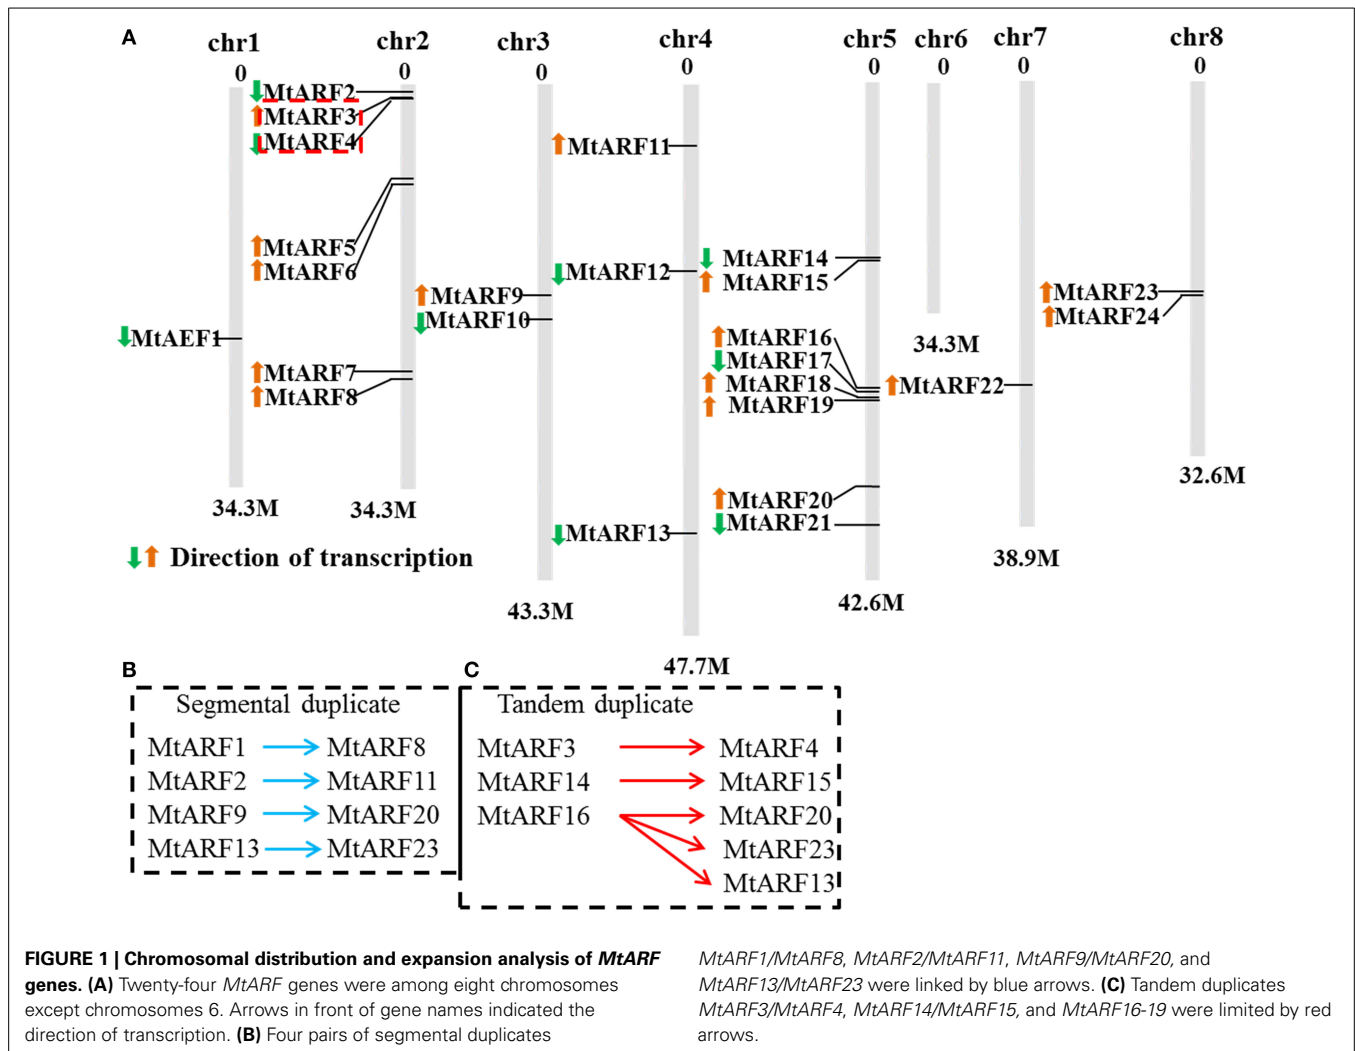 A
chr1 chr2 chr3 chr4 chr5 chr6 chr7 chr8
0 0 0 0 0 0 0 0
MtARF2
MtARF3
MtARF4
MtARF11
MtARF5
MtARF6
MtARF12
MtARF14
MtARF15
MtARF9
MtARF10
MtARF23
MtARF24
MtAEF1
MtARF7
MtARF8
MtARF16
MtARF17
MtARF18
MtARF19
34.3M
MtARF22
32.6M
34.3M 34.3M
MtARF20
MtARF21
MtARF13
Direction of transcription
38.9M
43.3M
42.6M
47.7M
B
Segmental duplicate
MtARF1 MtARF8
MtARF2 MtARF11
MtARF9 MtARF20
MtARF13 MtARF23
C
Tandem duplicate
MtARF3 MtARF4
MtARF14 MtARF15
MtARF16 MtARF20
MtARF23
MtARF13
FIGURE 1 | Chromosomal distribution and expansion analysis of MtARF
genes. (A) Twenty-four MtARF genes were among eight chromosomes
except chromosomes 6. Arrows in front of gene names indicated the
direction of transcription. (B) Four pairs of segmental duplicates
MtARF1/MtARF8, MtARF2/MtARF11, MtARF9/MtARF20, and
MtARF13/MtARF23 were linked by blue arrows. (C) Tandem duplicates
MtARF3/MtARF4, MtARF14/MtARF15, and MtARF16-19 were limited by red
arrows.